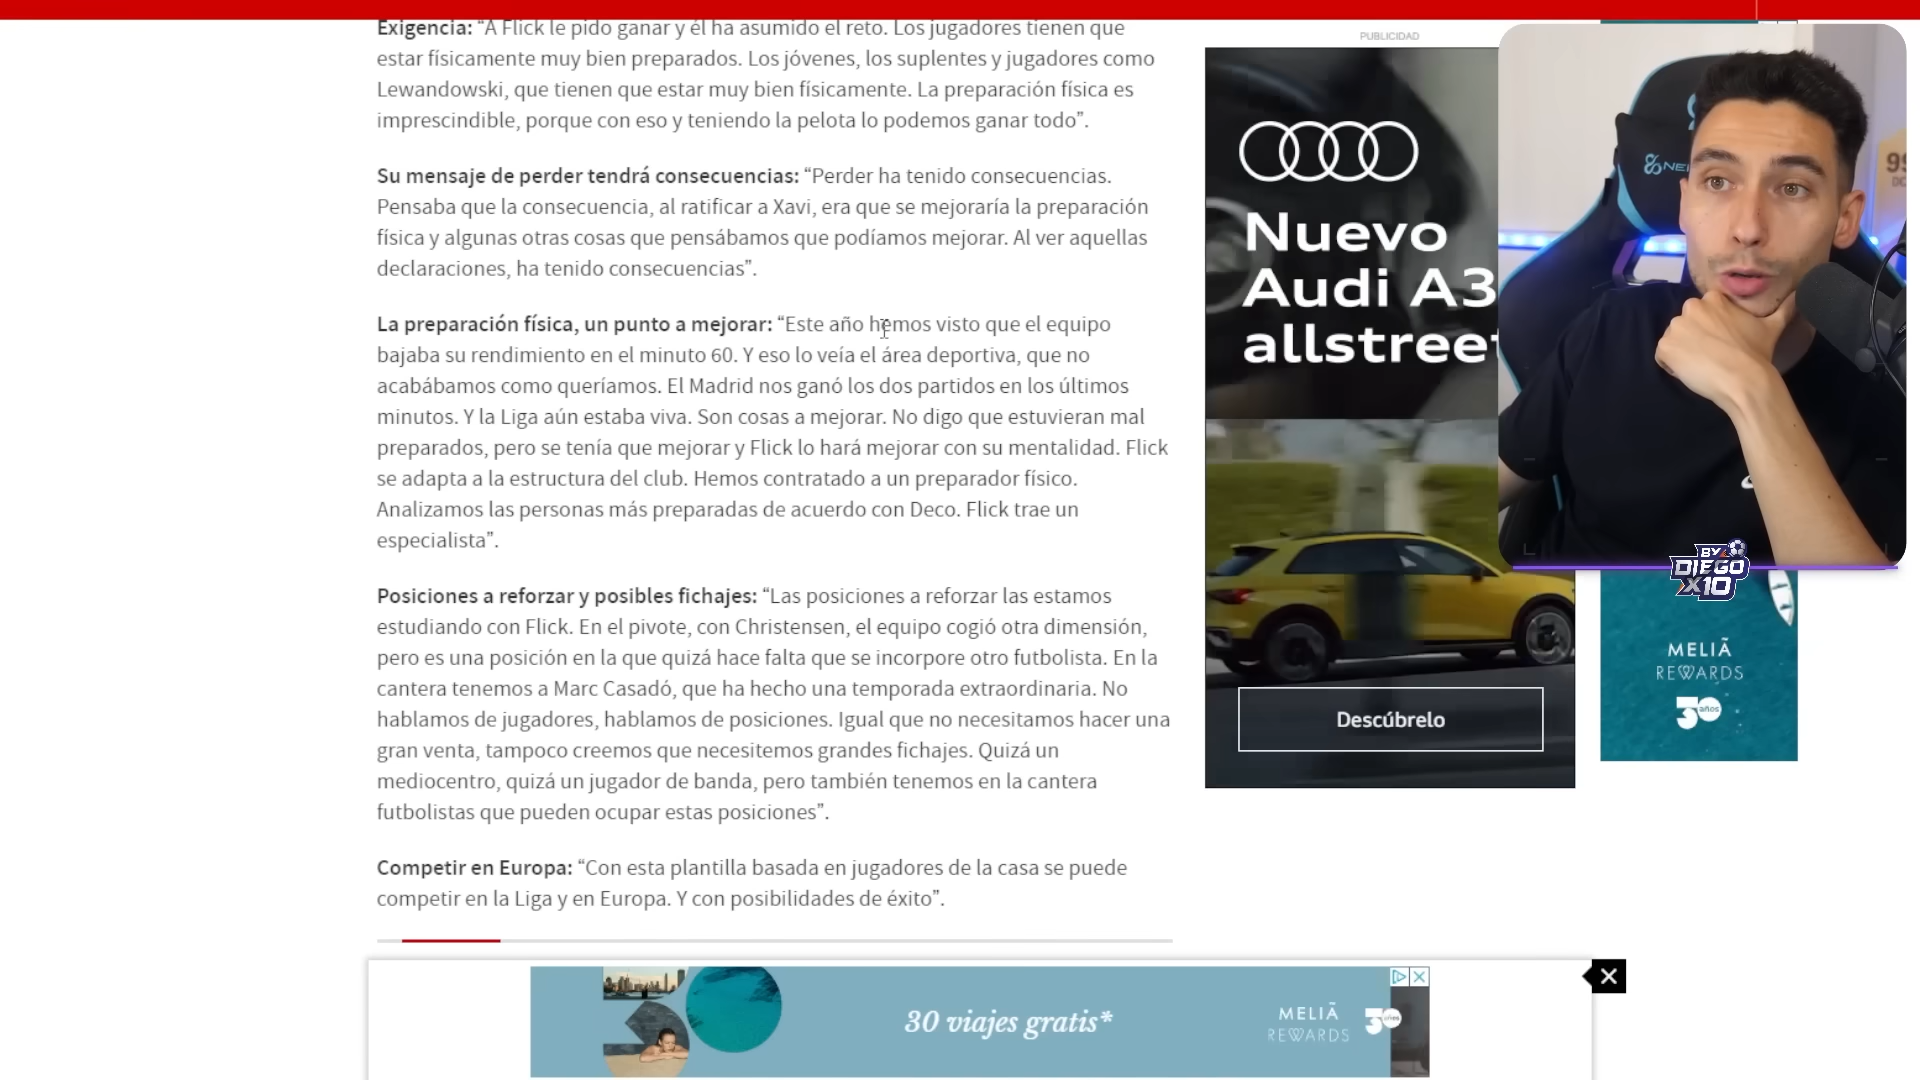 Exigencia: “A Flick le pido ganar y él ha asumido el reto. Los jugadores tienen que
estar físicamente muy bien preparados. Los jóvenes, los suplentes y jugadores como
Lewandowski, que tienen que estar muy bien físicamente. La preparación física es
imprescindible, porque con eso y teniendo la pelota lo podemos ganar todo”.
Su mensaje de perder tendrá consecuencias: “Perder ha tenido consecuencias.
Pensaba que la consecuencia, al ratificar a Xavi, era que se mejoraría la preparación
física y algunas otras cosas que pensábamos que podíamos mejorar. Al ver aquellas
declaraciones, ha tenido consecuencias”.
La preparación física, un punto a mejorar: “Este año hemos visto que el equipo
bajaba su rendimiento en el minuto 60. Y eso lo veía el área deportiva, que no
acabábamos como queríamos. El Madrid nos ganó los dos partidos en los últimos
minutos. Y la Liga aún estaba viva. Son cosas a mejorar. No digo que estuvieran mal
preparados, pero se tenía que mejorar y Flick lo hará mejorar con su mentalidad. Flick
se adapta a la estructura del club. Hemos contratado a un preparador físico.
Analizamos las personas más preparadas de acuerdo con Deco. Flick trae un
especialista”.
Posiciones a reforzar y posibles fichajes: “Las posiciones a reforzar las estamos
estudiando con Flick. En el pivote, con Christensen, el equipo cogió otra dimensión,
pero es una posición en la que quizá hace falta que se incorpore otro futbolista. En la
cantera tenemos a Marc Casadó, que ha hecho una temporada extraordinaria. No
hablamos de jugadores, hablamos de posiciones. Igual que no necesitamos hacer una
gran venta, tampoco creemos que necesitemos grandes fichajes. Quizá un
mediocentro, quizá un jugador de banda, pero también tenemos en la cantera
futbolistas que pueden ocupar estas posiciones”.
Competir en Europa: “Con esta plantilla basada en jugadores de la casa se puede
competir en la Liga y en Europa. Y con posibilidades de éxito”.
PUBLICIDAD
Nuevo
Audi A3
allstreet
Descúbrelo
99
BY
DIEGO
X10
MELIÃ
REWARDS
30 años
30 viajes gratis*
MELIÃ
REWARDS
30 años